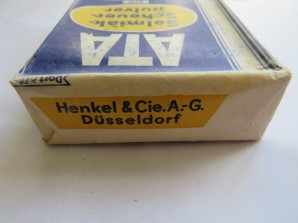 ATA
Salmiak-
Scheuer-
pulver
Henkel & Cie. A.-G.
Düsseldorf